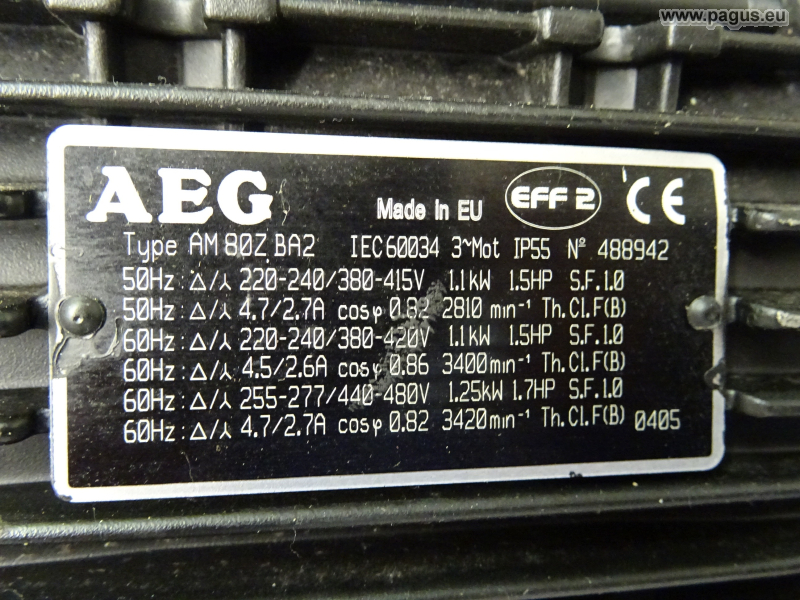 www.pagus.eu
AEG Made in EU EFF 2 CE
Type AM 80Z BA2 IEC60034 3~Mot IP55 Nº 488942
50Hz: Δ/⅄ 220-240/380-415V 1.1kW 1.5HP S.F.1.0
50Hz: Δ/⅄ 4.7/2.7A cosφ 0.82 2810 min⁻¹ Th.Cl.F(B)
60Hz: Δ/⅄ 220-240/380-420V 1.1kW 1.5HP S.F.1.0
60Hz: Δ/⅄ 4.5/2.6A cosφ 0.86 3400min⁻¹ Th.Cl.F(B)
60Hz: Δ/⅄ 255-277/440-480V 1.25kW 1.7HP S.F.1.0
60Hz: Δ/⅄ 4.7/2.7A cosφ 0.82 3420min⁻¹ Th.Cl.F(B) 0405